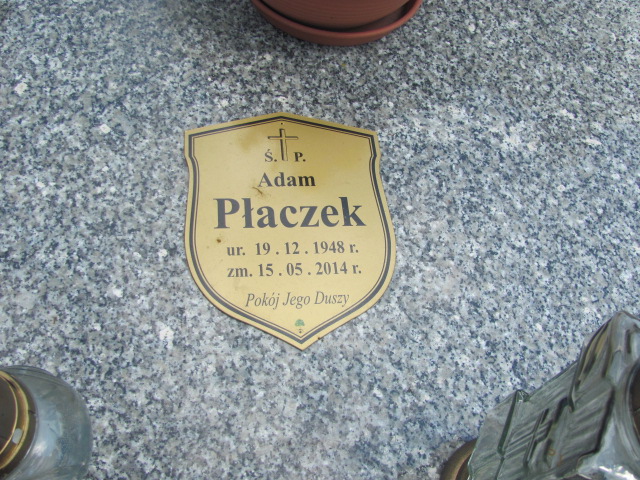 Ś. P.
Adam
Płaczek
ur. 19 . 12 . 1948 r.
zm. 15 . 05 . 2014 r.
Pokój Jego Duszy